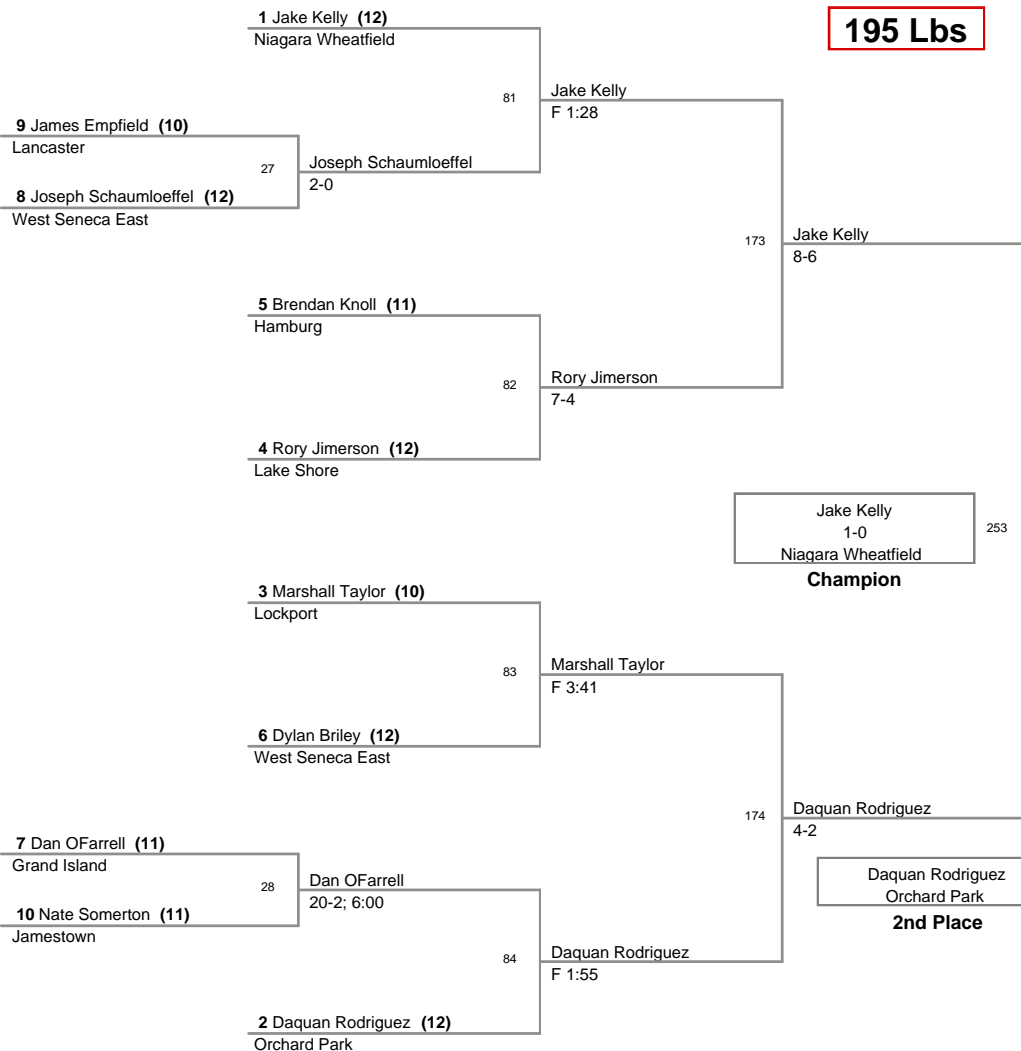 1 Jake Kelly (12)
Niagara Wheatfield
195 Lbs
81
Jake Kelly
F 1:28
9 James Empfield (10)
Lancaster
27
Joseph Schaumloeffel
2-0
8 Joseph Schaumloeffel (12)
West Seneca East
173
Jake Kelly
8-6
5 Brendan Knoll (11)
Hamburg
82
Rory Jimerson
7-4
4 Rory Jimerson (12)
Lake Shore
Jake Kelly
1-0
Niagara Wheatfield
253
Champion
3 Marshall Taylor (10)
Lockport
83
Marshall Taylor
F 3:41
6 Dylan Briley (12)
West Seneca East
174
Daquan Rodriguez
4-2
7 Dan OFarrell (11)
Grand Island
28
Dan OFarrell
20-2; 6:00
10 Nate Somerton (11)
Jamestown
Daquan Rodriguez
Orchard Park
2nd Place
84
Daquan Rodriguez
F 1:55
2 Daquan Rodriguez (12)
Orchard Park